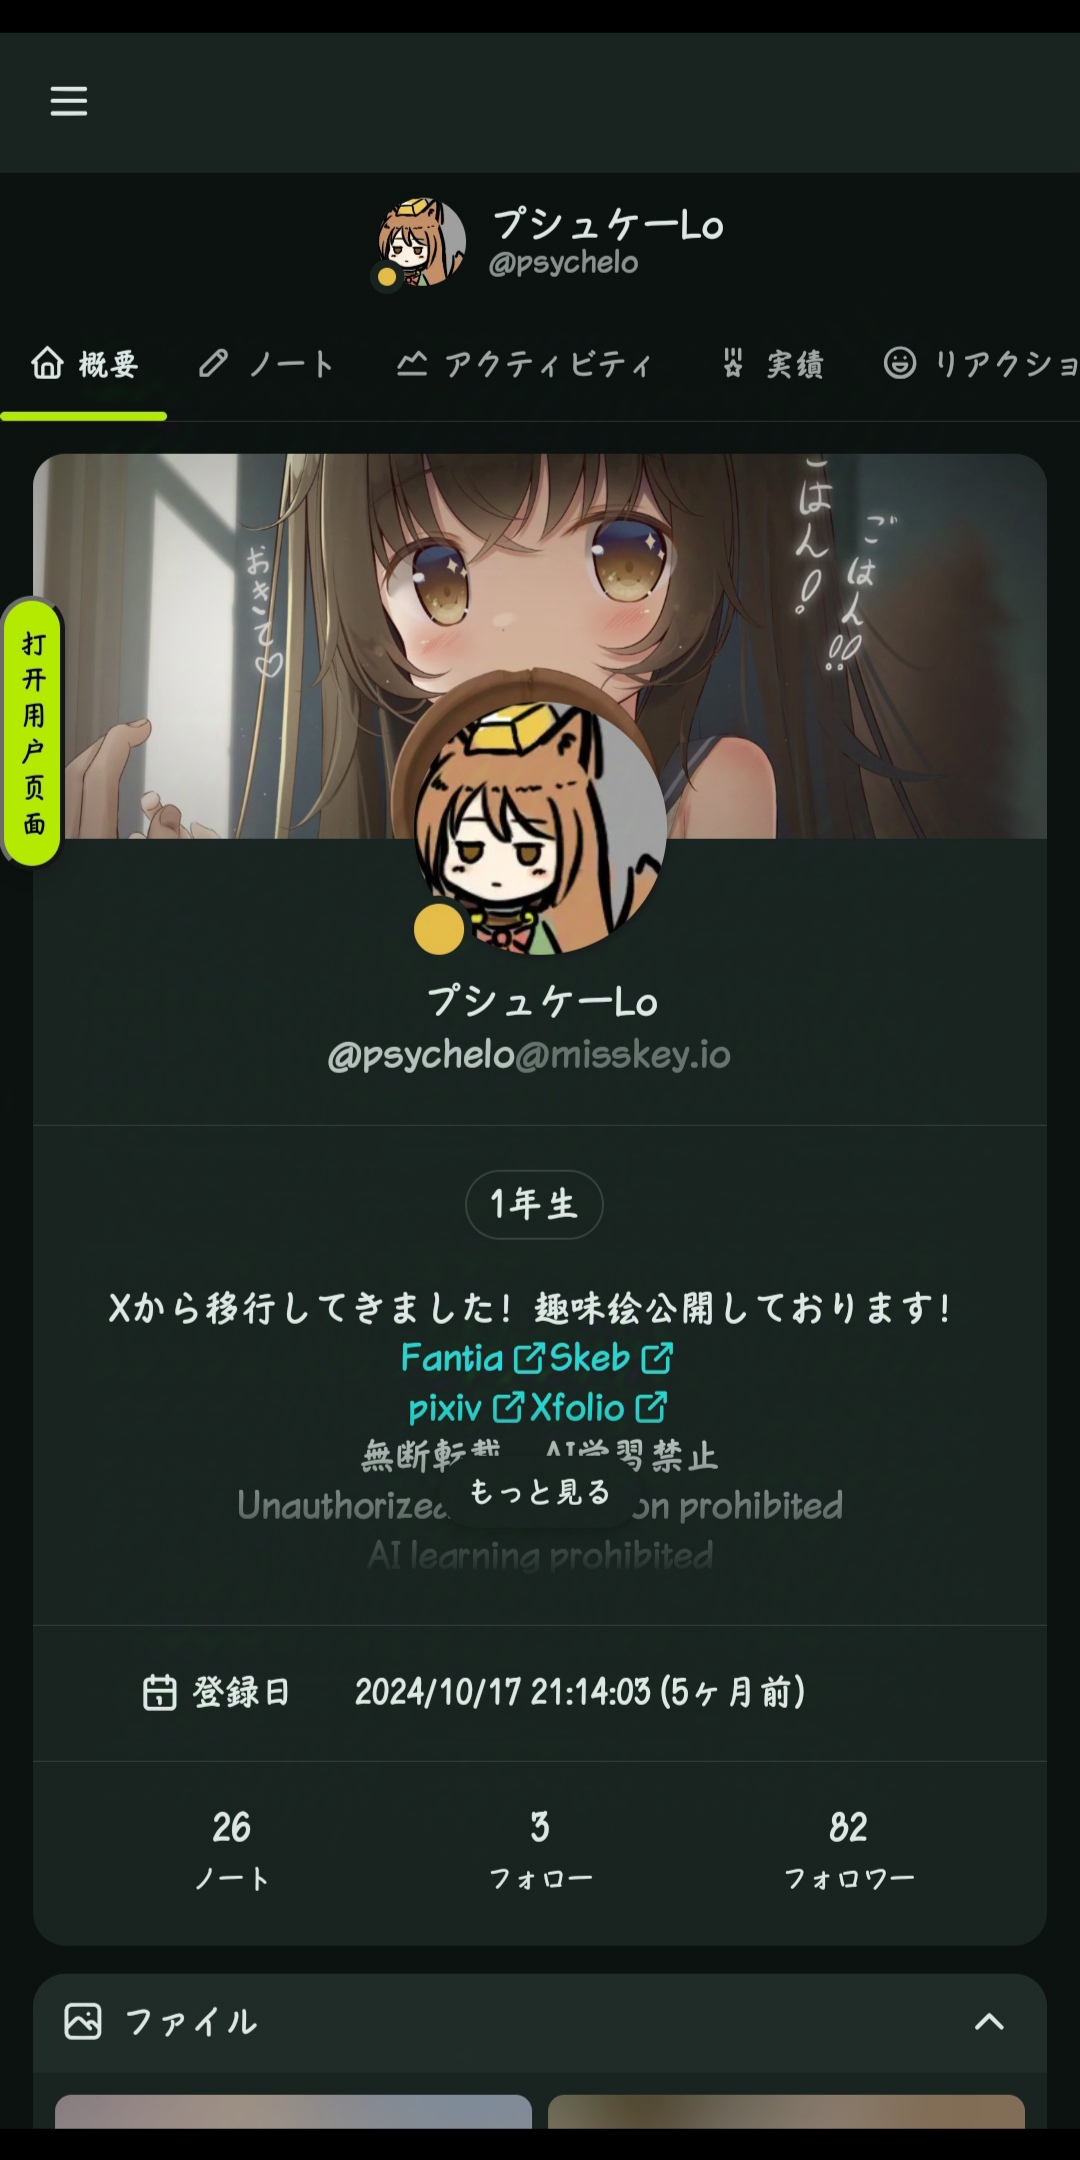 プシュケーLo
@psychelo
概要 ノート アクティビティ 実績 リアクショ
おきて♡
ごはん!
ごはん!!
打开用户页面
プシュケーLo
@psychelo@misskey.io
1年生
Xから移行してきました！趣味絵公開しております！
Fantia Skeb
pixiv Xfolio
無断転載 AI学習禁止
もっと見る
prohibited
AI learning prohibited
登録日 2024/10/17 21:14:03 (5ヶ月前)
26 3 82
ノート フォロー フォロワー
ファイル